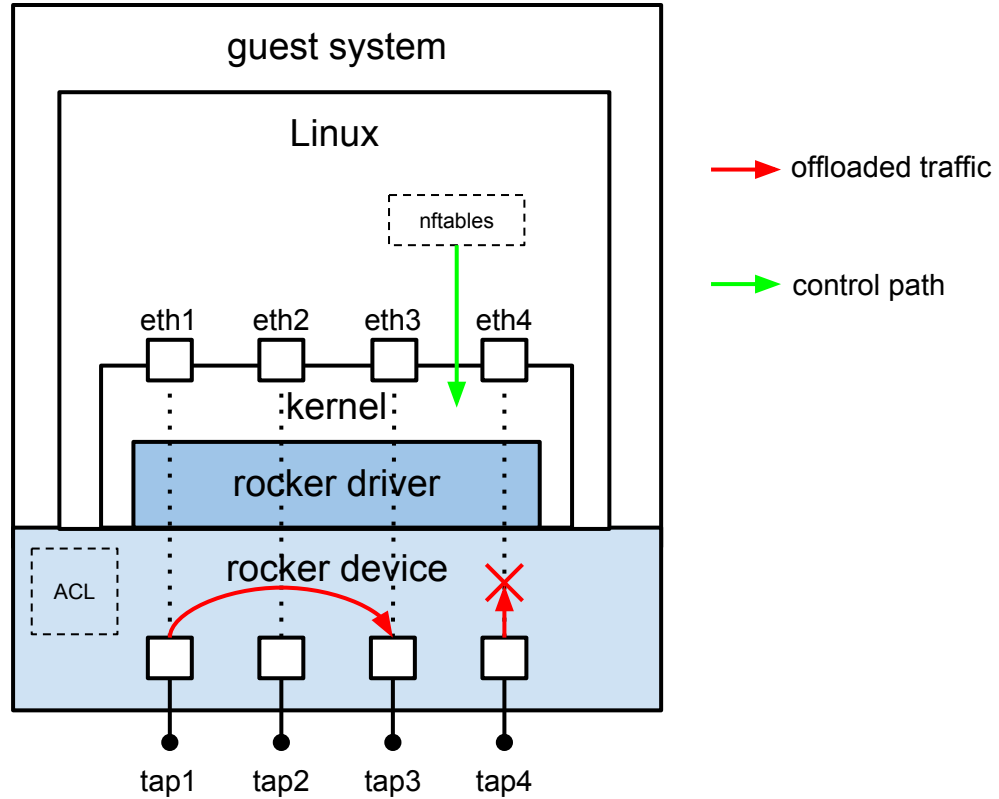 guest system
Linux
offloaded traffic
nftables
control path
eth1 eth2 eth3 eth4
kernel
rocker driver
rocker device
ACL
tap1 tap2 tap3 tap4